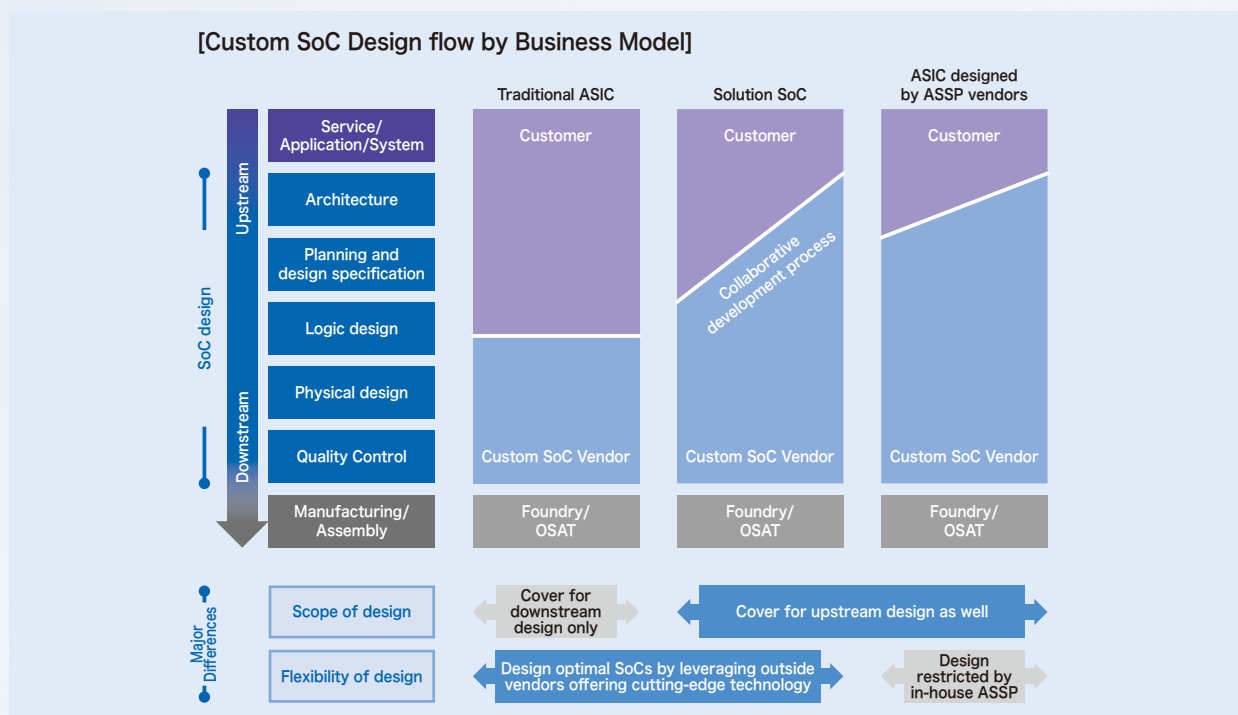 [Custom SoC Design flow by Business Model]
Traditional ASIC
Solution SoC
ASIC designed
by ASSP vendors
Upstream
Downstream
SoC design
Service/
Application/System
Architecture
Planning and
design specification
Logic design
Physical design
Quality Control
Manufacturing/
Assembly
Customer
Custom SoC Vendor
Foundry/
OSAT
Customer
Collaborative
development process
Custom SoC Vendor
Foundry/
OSAT
Customer
Custom SoC Vendor
Foundry/
OSAT
Major
Differences
Scope of design
Cover for
downstream
design only
Cover for upstream design as well
Flexibility of design
Design optimal SoCs by leveraging outside
vendors offering cutting-edge technology
Design
restricted by
in-house ASSP